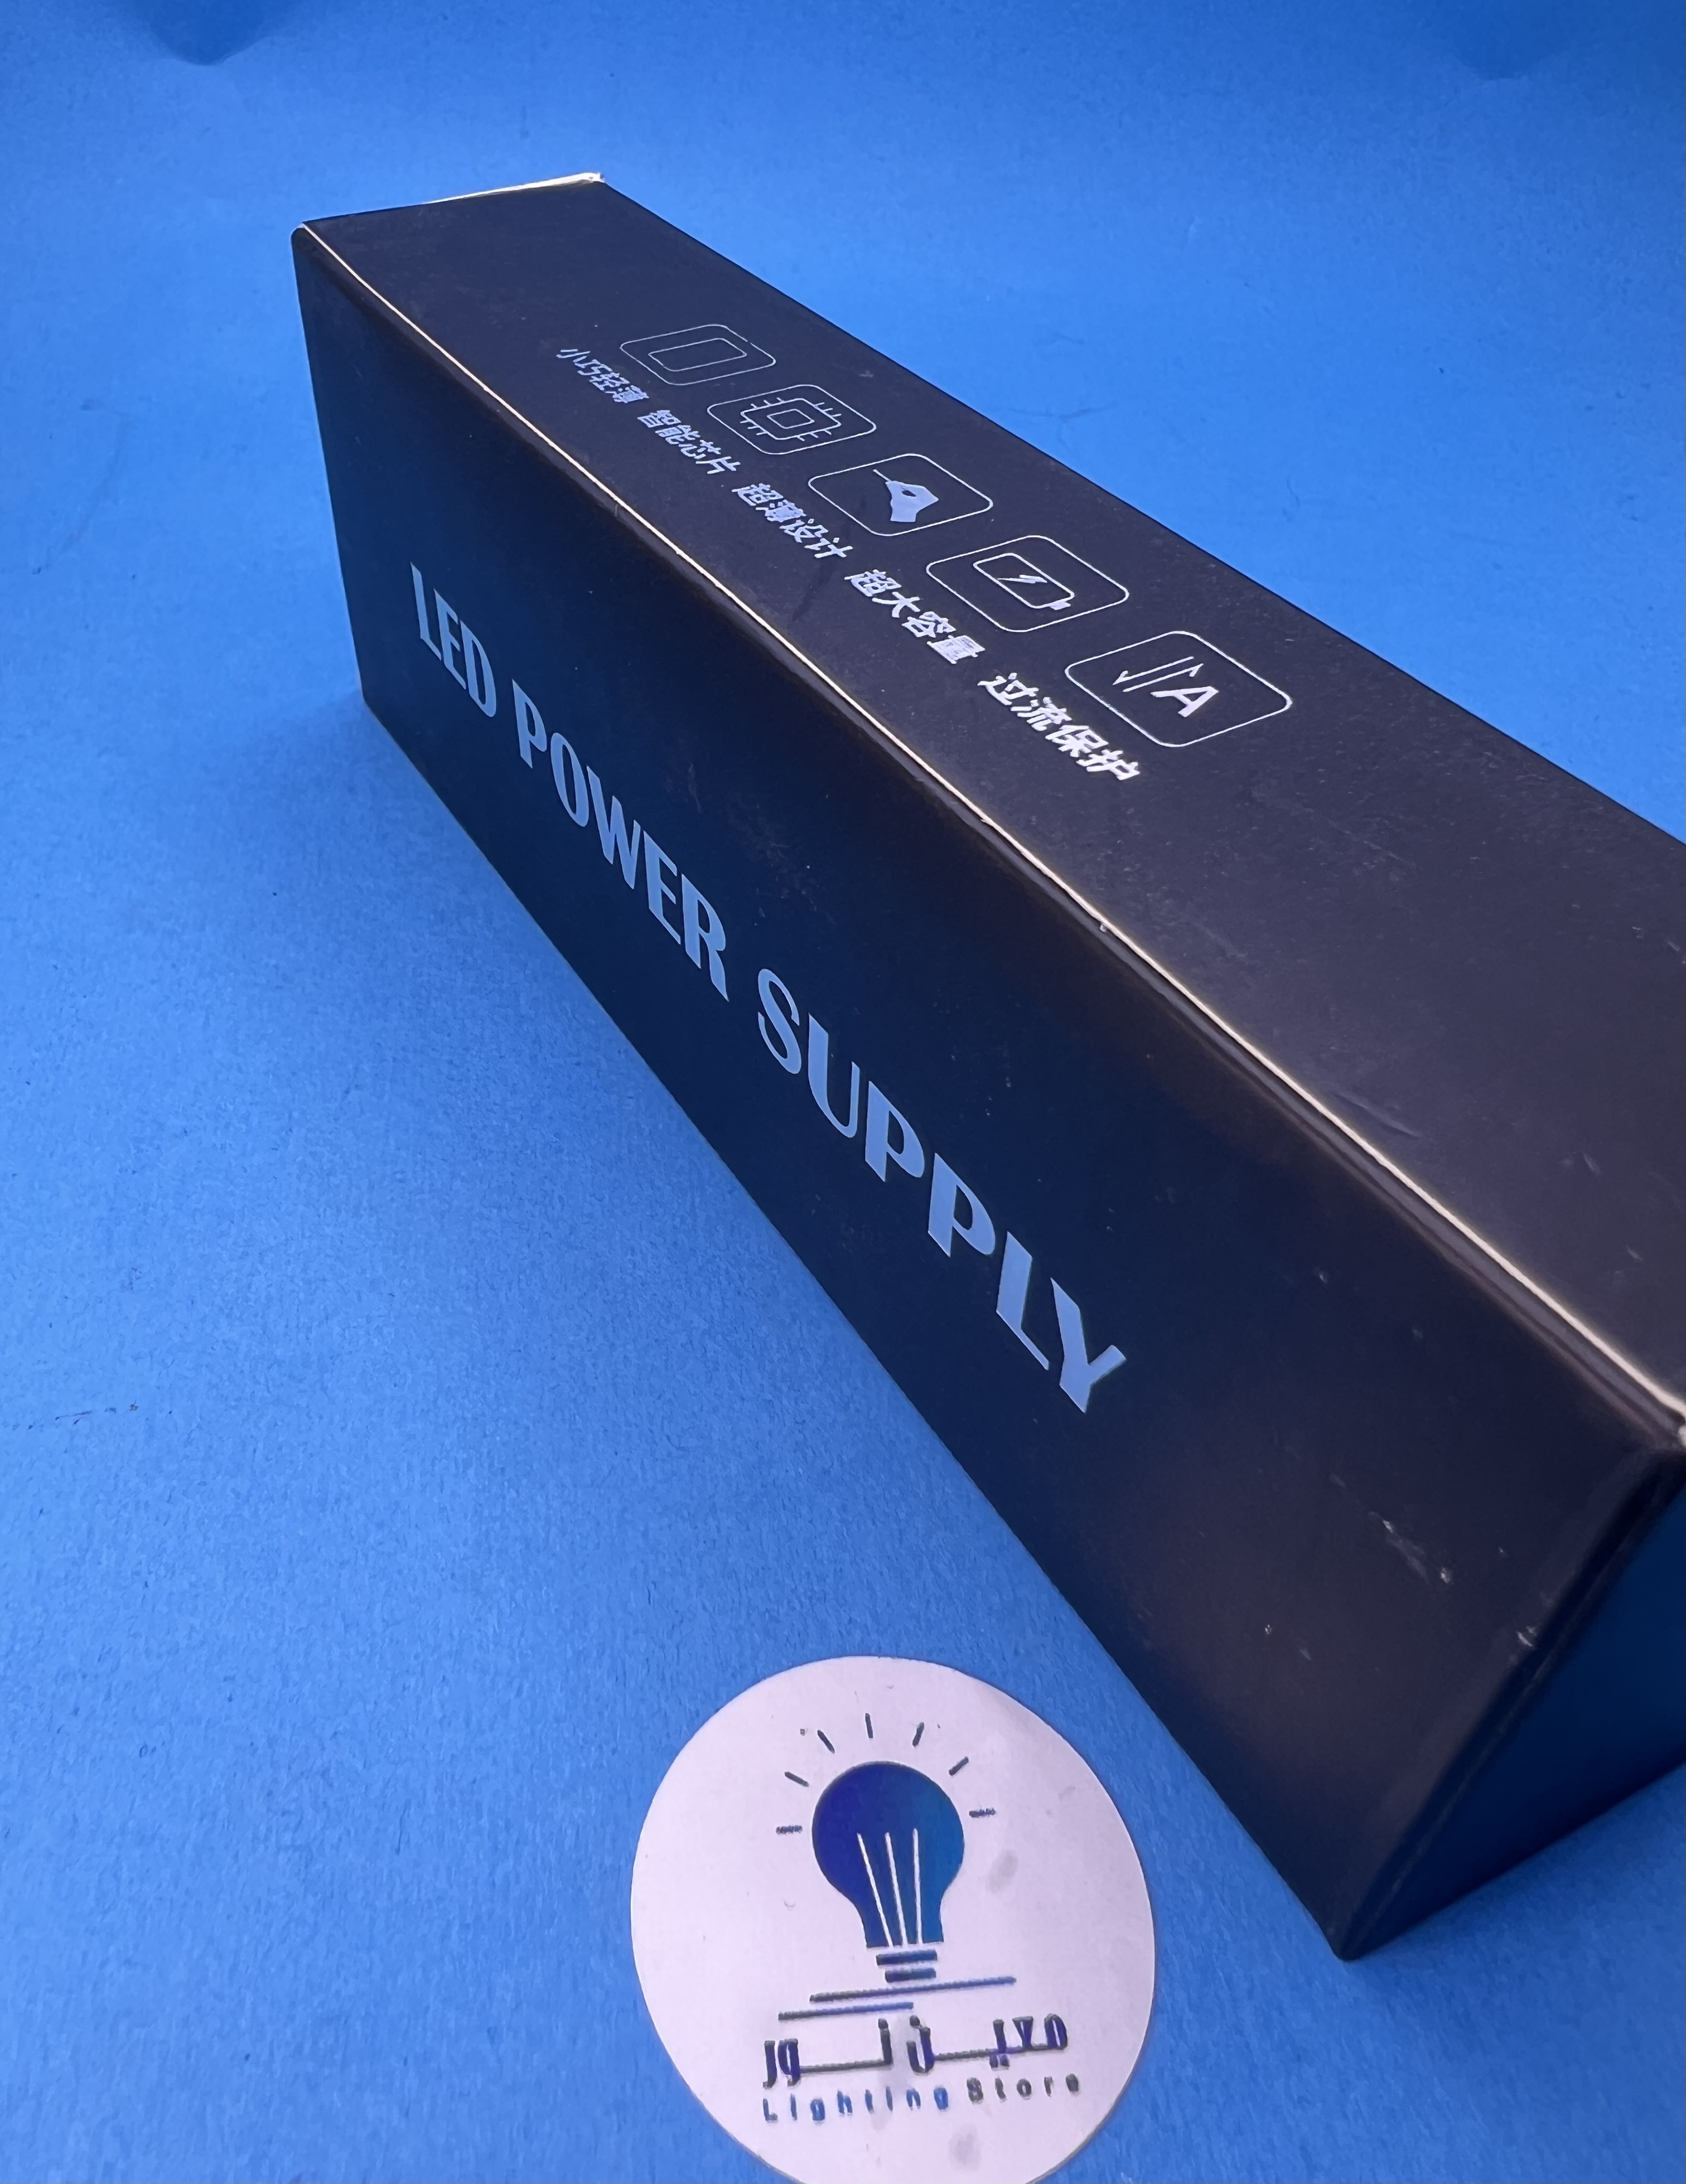 小巧轻薄 智能芯片 超薄设计 超大容量 过流保护
A
LED POWER SUPPLY
معین نور
Lighting Store